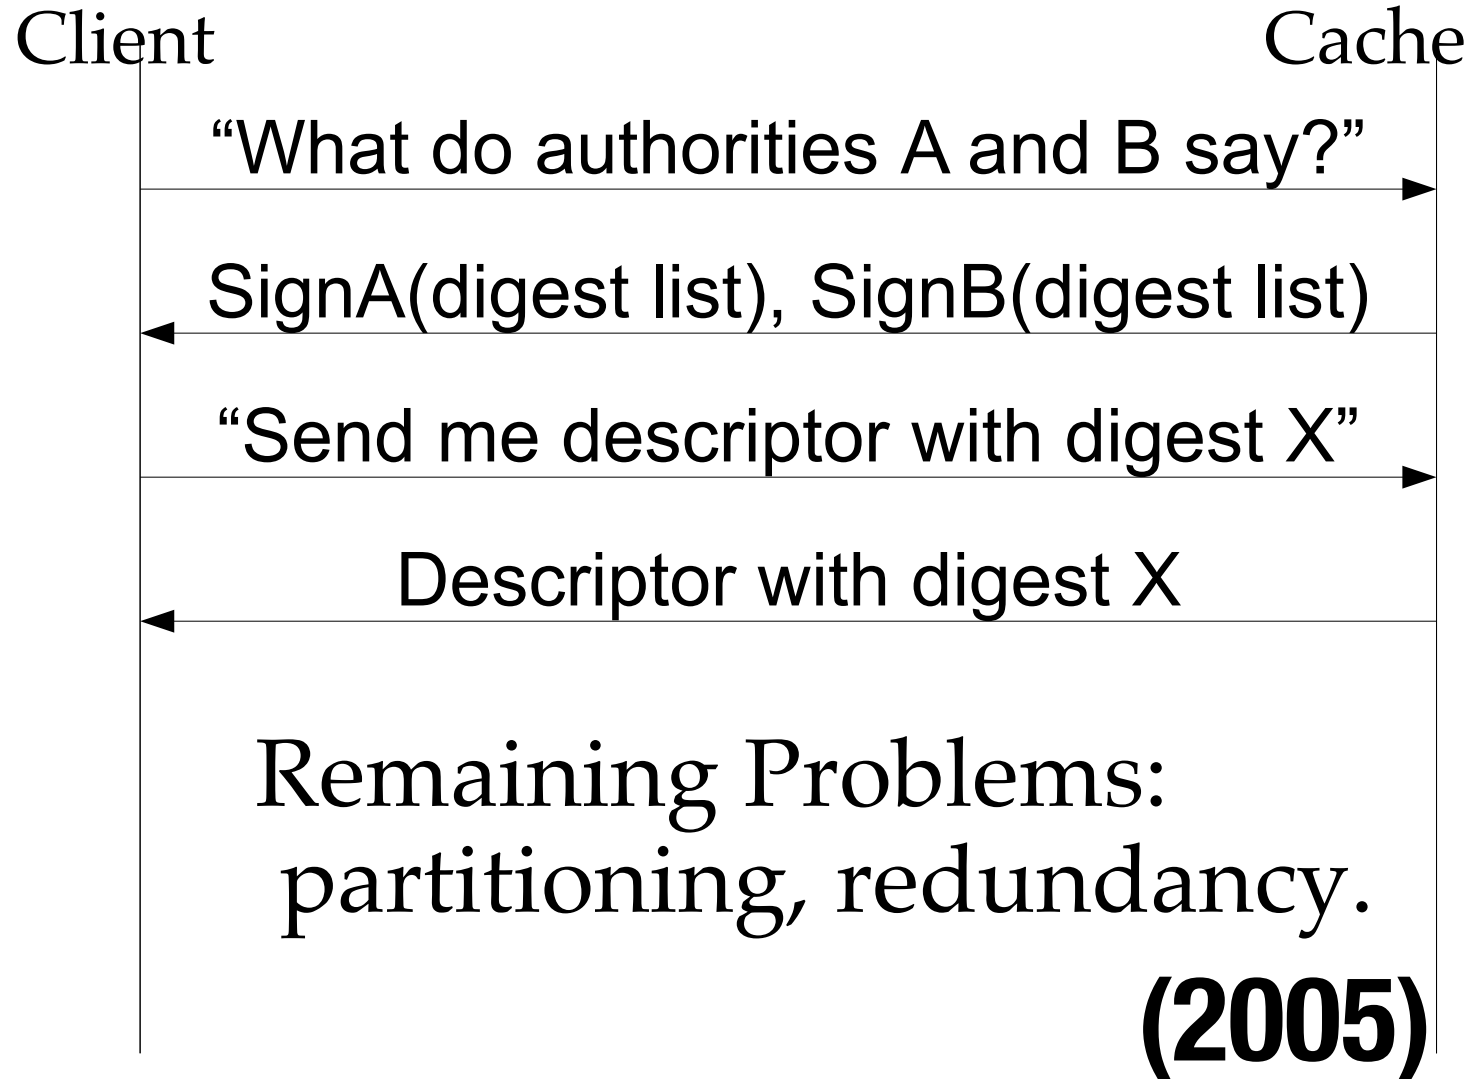 Client
Cache
“What do authorities A and B say?”
SignA(digest list), SignB(digest list)
“Send me descriptor with digest X”
Descriptor with digest X
Remaining Problems:
partitioning, redundancy.
(2005)